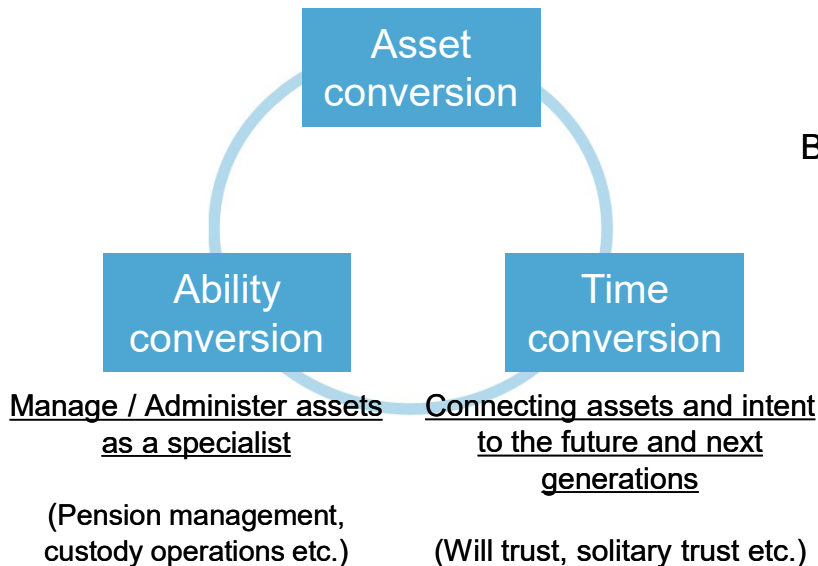 Asset
conversion
B
Ability
conversion
Time
conversion
Manage / Administer assets
as a specialist
(Pension management,
custody operations etc.)
Connecting assets and intent
to the future and next
generations
(Will trust, solitary trust etc.)